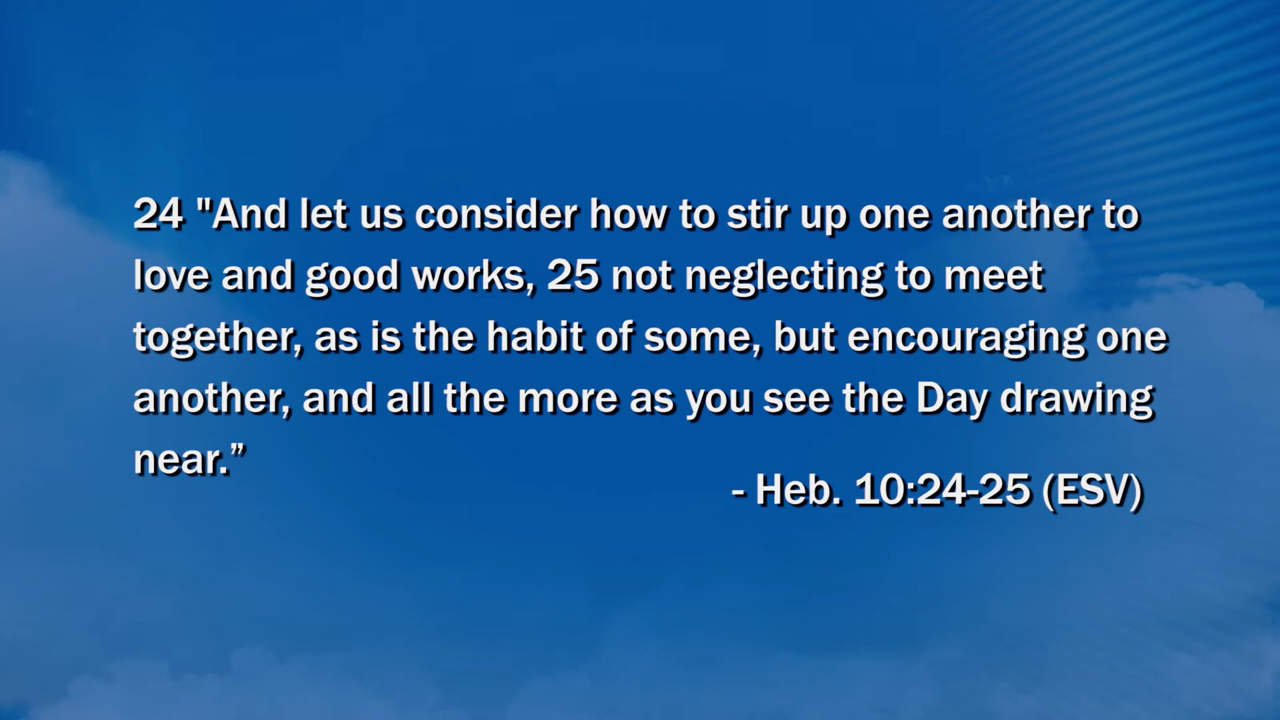 24 "And let us consider how to stir up one another to
love and good works, 25 not neglecting to meet
together, as is the habit of some, but encouraging one
another, and all the more as you see the Day drawing
near.”
- Heb. 10:24-25 (ESV)